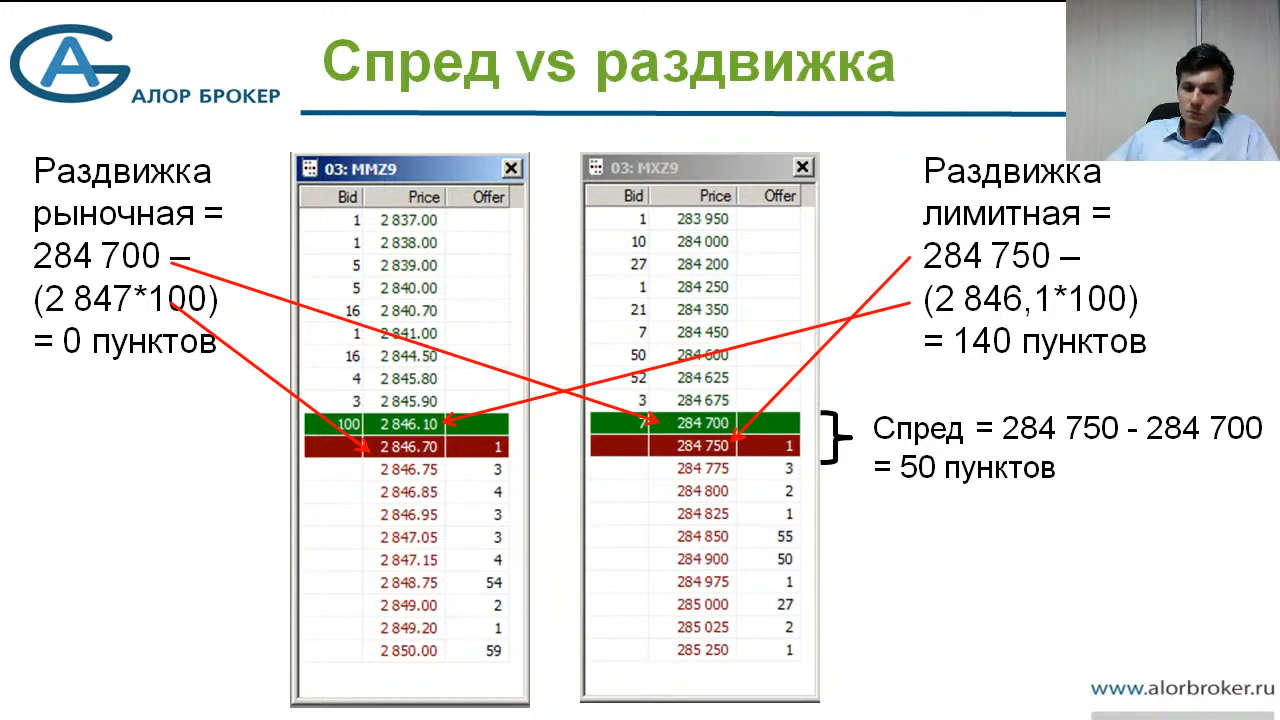 АЛОР БРОКЕР
Спред vs раздвижка
Раздвижка
рыночная =
284 700 –
(2 847*100)
= 0 пунктов
03: MMZ9
Bid Price Offer
1 2 837.00
1 2 838.00
5 2 839.00
5 2 840.00
16 2 840.70
1 2 841.00
16 2 844.50
4 2 845.80
3 2 845.90
100 2 846.10
2 846.70 1
2 846.75 3
2 846.85 4
2 846.95 3
2 847.05 3
2 847.15 4
2 848.75 54
2 849.00 2
2 849.20 1
2 850.00 59
03: MXZ9
Bid Price Offer
1 283 950
10 284 000
27 284 200
1 284 250
21 284 350
7 284 450
50 284 600
52 284 625
3 284 675
7 284 700
284 750 1
284 775 3
284 800 2
284 825 1
284 850 55
284 900 50
284 975 1
285 000 27
285 025 2
285 250 1
Раздвижка
лимитная =
284 750 –
(2 846,1*100)
= 140 пунктов
Спред = 284 750 - 284 700
= 50 пунктов
www.alorbroker.ru